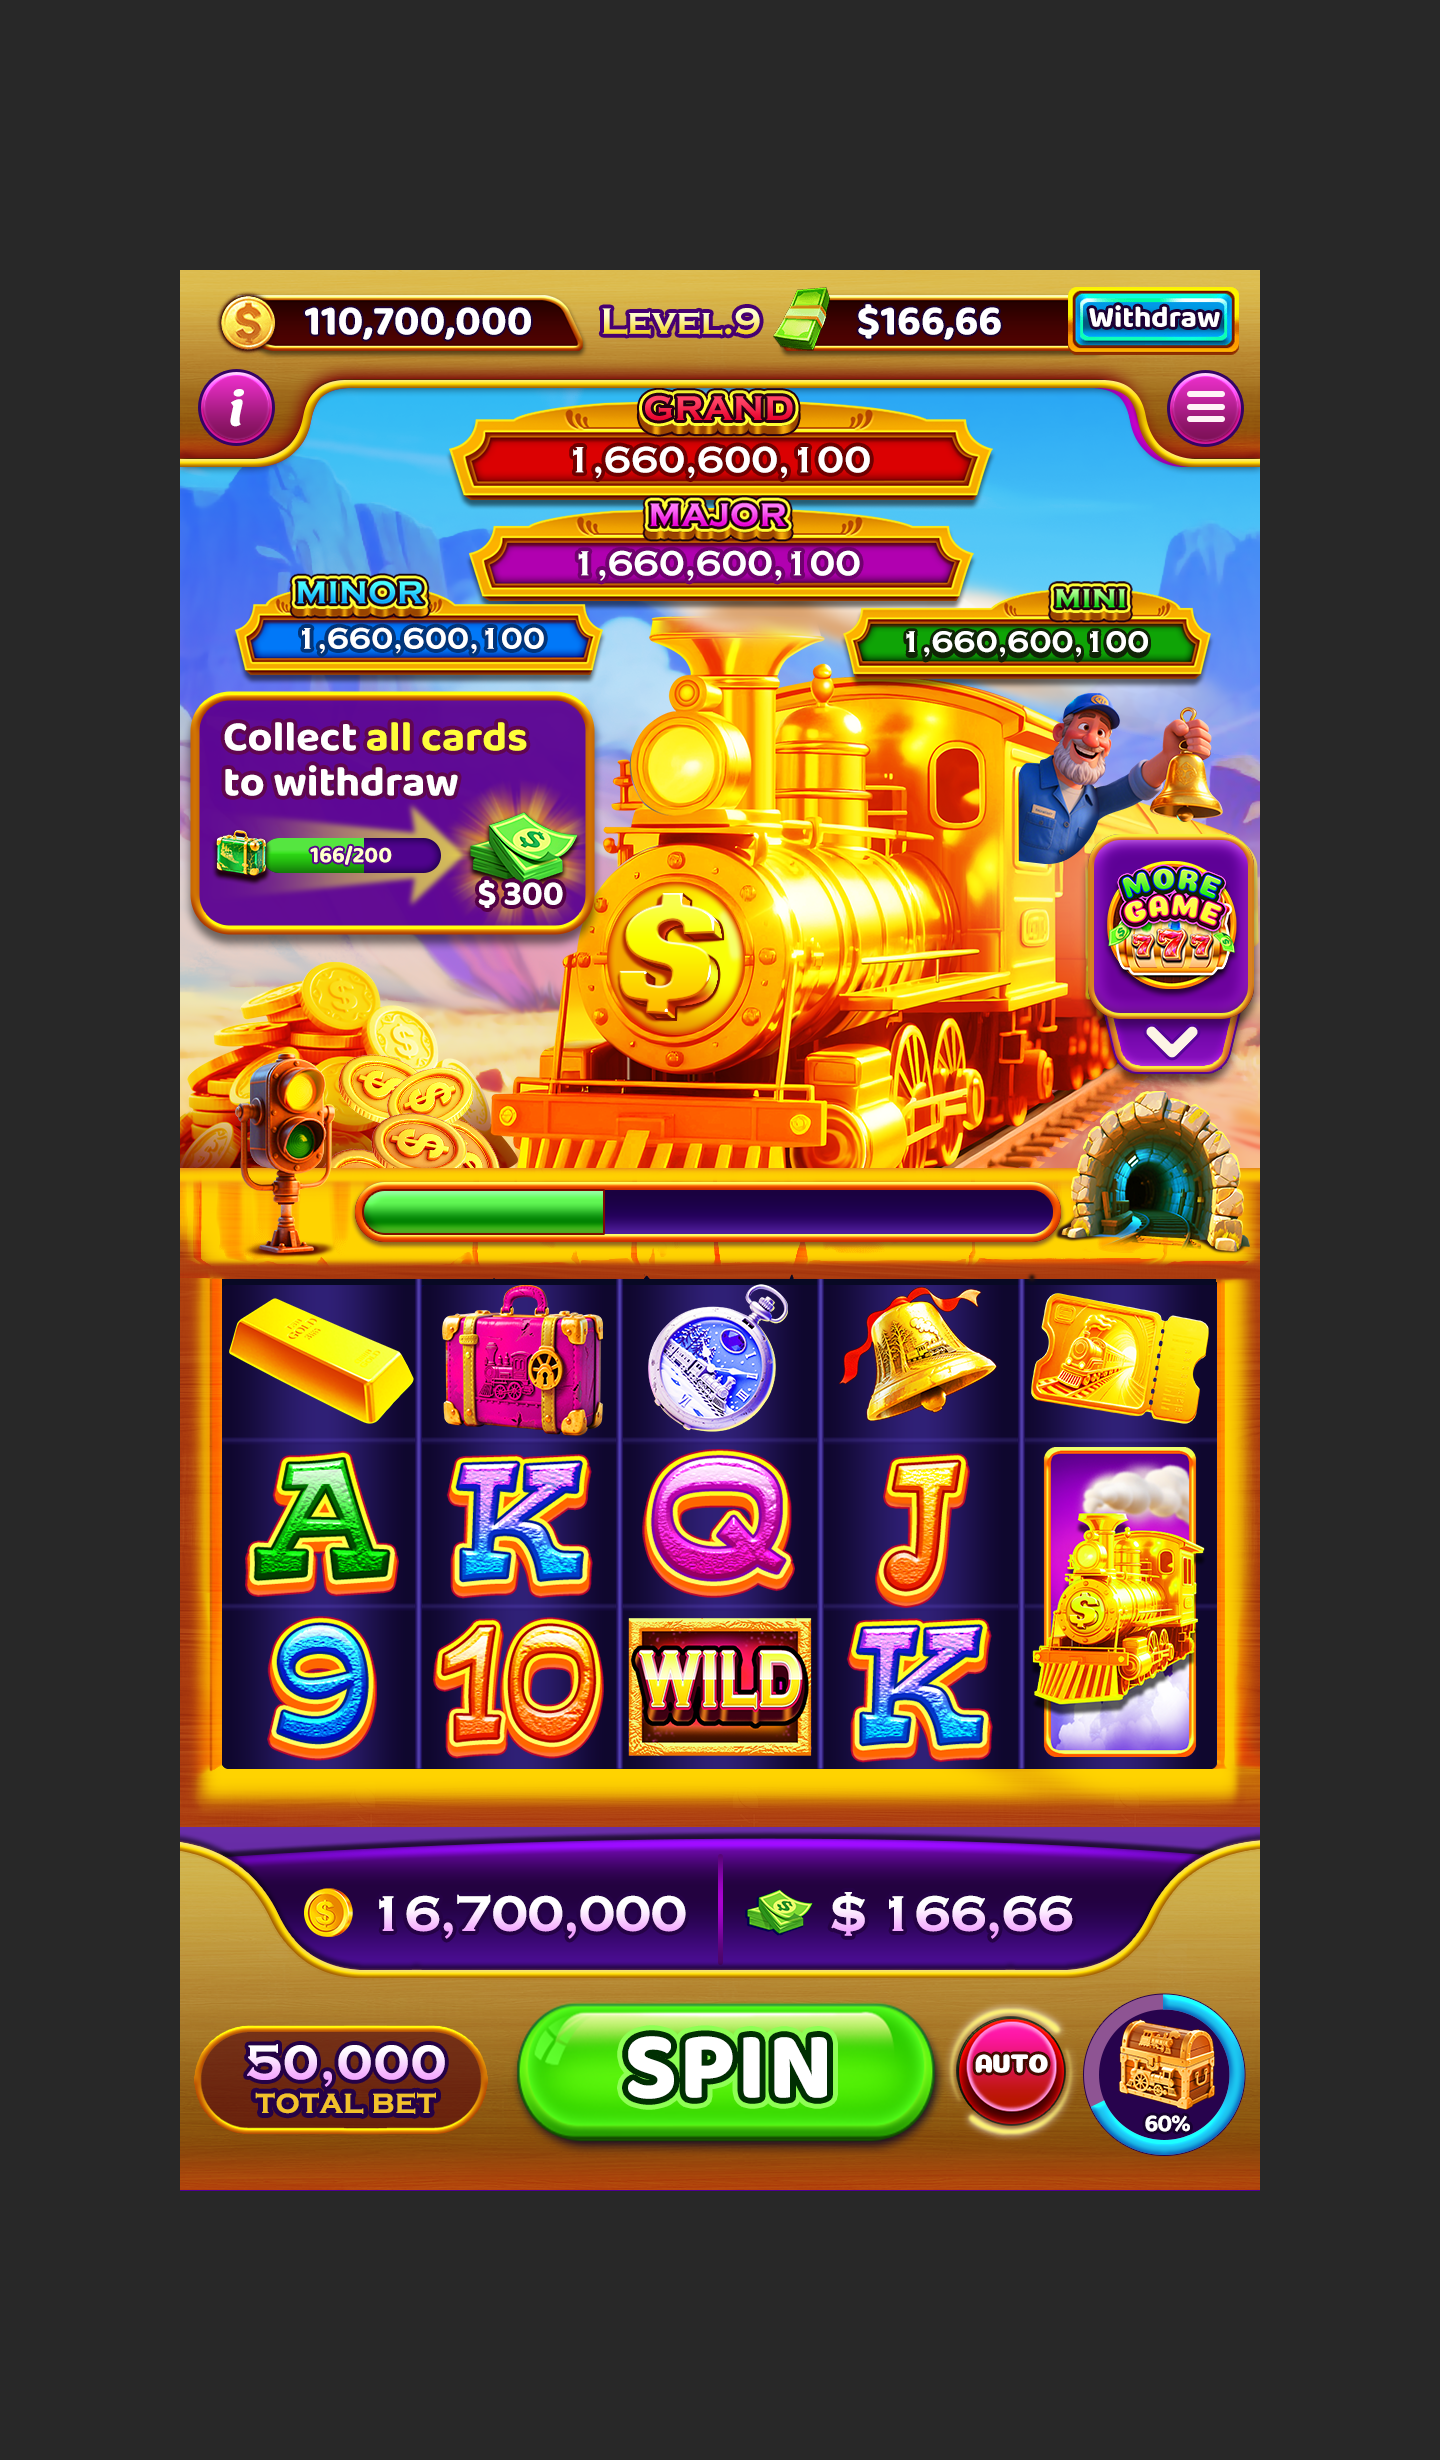 110,700,000
LEVEL.9
$166,66
Withdraw
i
GRAND
1,660,600,100
MAJOR
1,660,600,100
MINOR
1,660,600,100
MINI
1,660,600,100
Collect all cards
to withdraw
166/200
$ 300
MORE
GAME
777
A K Q J
9 10 WILD K
16,700,000
$ 166,66
50,000
TOTAL BET
SPIN
AUTO
60%